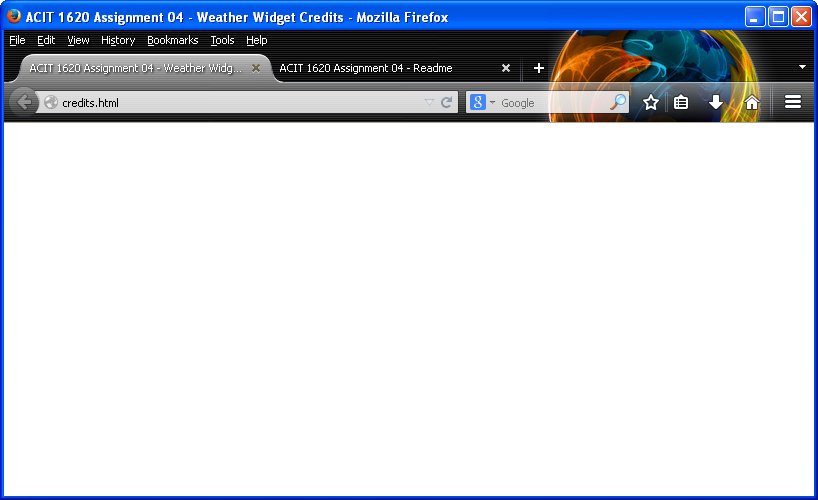 ACIT 1620 Assignment 04 - Weather Widget Credits - Mozilla Firefox
File Edit View History Bookmarks Tools Help
ACIT 1620 Assignment 04 - Weather Widg... ACIT 1620 Assignment 04 - Readme
credits.html Google